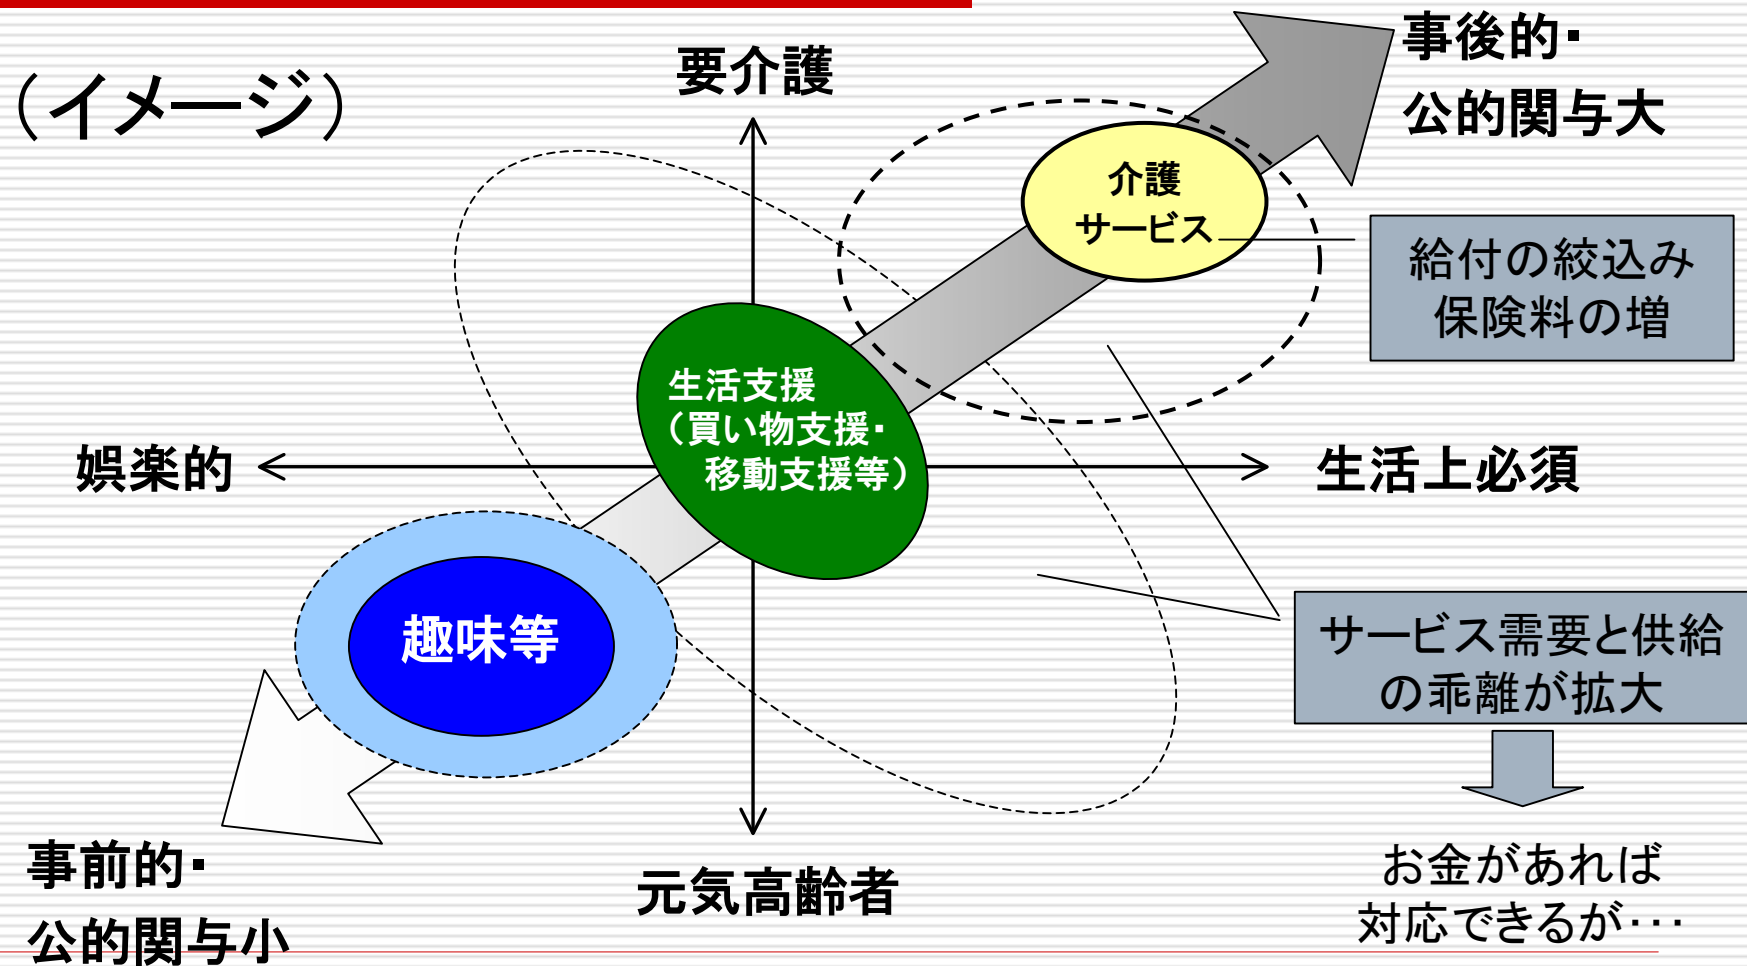 （イメージ）
要介護
事後的・
公的関与大
介護
サービス
給付の絞込み
保険料の増
生活支援
（買い物支援・
移動支援等）
娯楽的
生活上必須
趣味等
サービス需要と供給
の乖離が拡大
事前的・
公的関与小
元気高齢者
お金があれば
対応できるが・・・